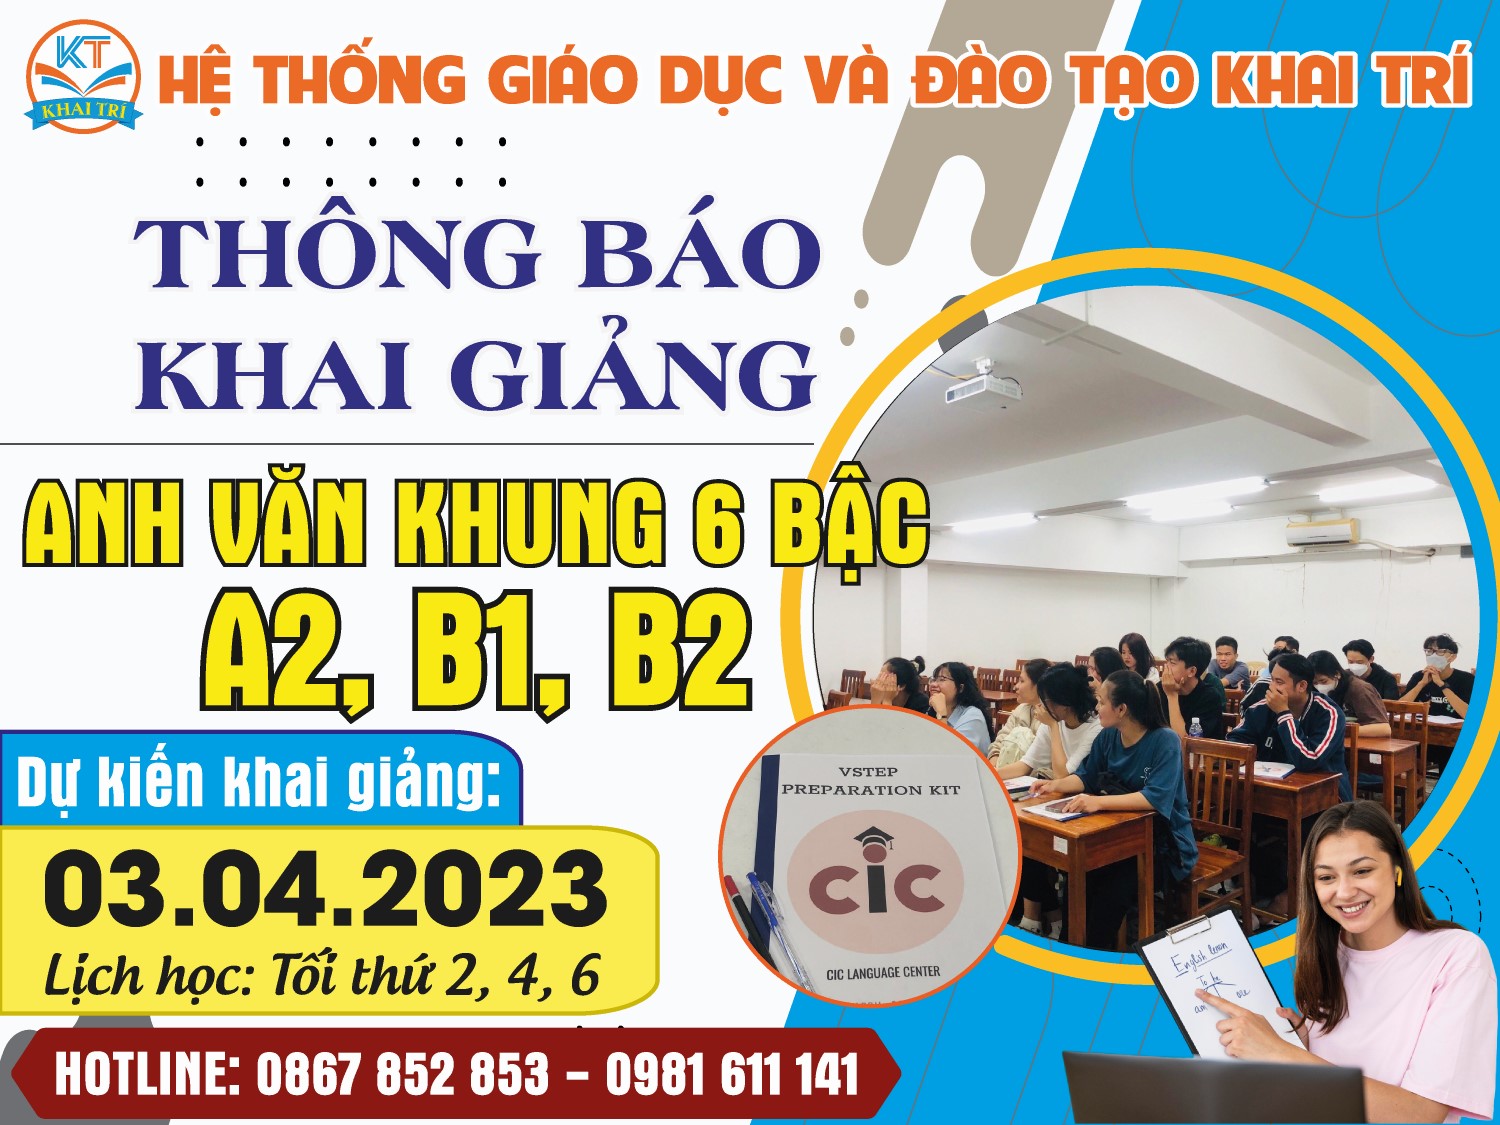 KT
KHAI TRÍ
HỆ THỐNG GIÁO DỤC VÀ ĐÀO TẠO KHAI TRÍ
THÔNG BÁO
KHAI GIẢNG
ANH VĂN KHUNG 6 BẬC
A2, B1, B2
Dự kiến khai giảng:
03.04.2023
Lịch học: Tối thứ 2, 4, 6
VSTEP
PREPARATION KIT
CIC
CIC LANGUAGE CENTER
English lesson
To be
am
are
HOTLINE: 0867 852 853 - 0981 611 141